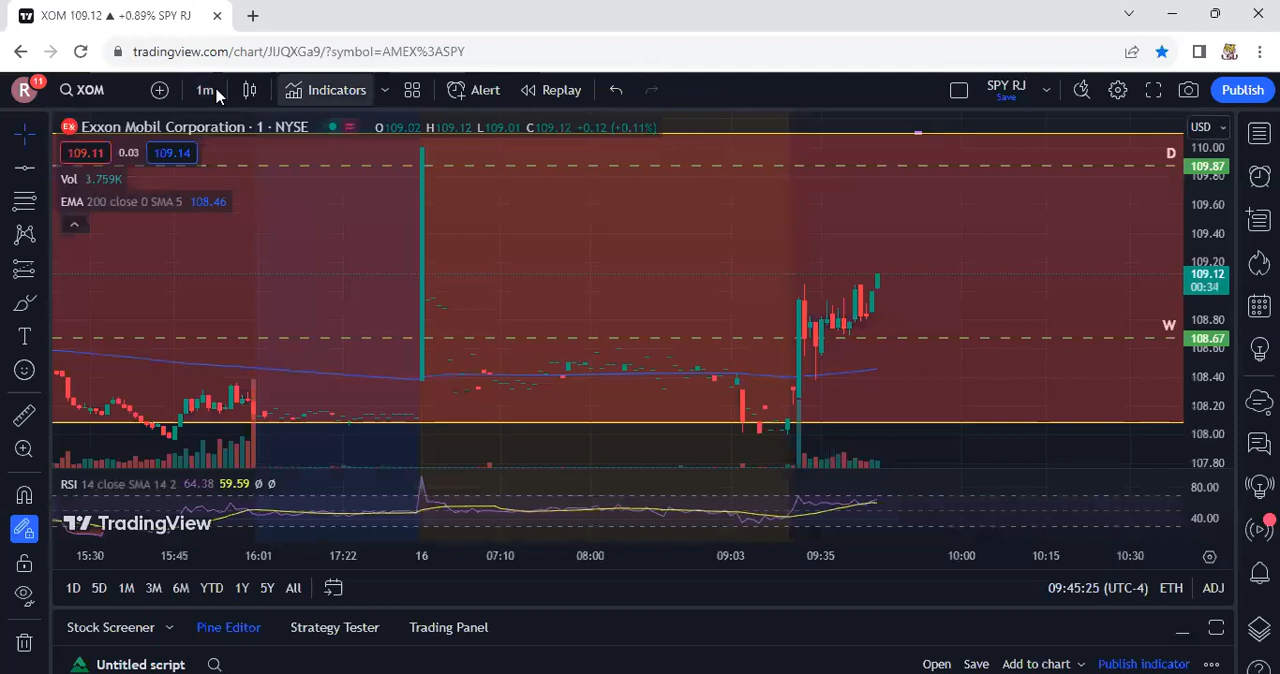 XOM 109.12 ▲ +0.89% SPY RJ
tradingview.com/chart/JIJQXGa9/?symbol=AMEX%3ASPY
R 11 XOM 1m Indicators Alert Replay SPY RJ Save Publish
Exxon Mobil Corporation · 1 · NYSE O109.02 H109.12 L109.01 C109.12 +0.12 (+0.11%) USD
109.11 0.03 109.14
Vol 3.759K
EMA 200 close 0 SMA 5 108.46
110.00
D 109.87
109.80
109.60
109.40
109.20
109.12
00:34
108.80
W 108.67
108.60
108.40
108.20
108.00
107.80
RSI 14 close SMA 14 2 64.38 59.59 ø ø
80.00
TradingView
40.00
15:30 15:45 16:01 17:22 16 07:10 08:00 09:03 09:35 10:00 10:15 10:30
1D 5D 1M 3M 6M YTD 1Y 5Y All 09:45:25 (UTC-4) ETH ADJ
Stock Screener Pine Editor Strategy Tester Trading Panel
Untitled script Open Save Add to chart Publish indicator